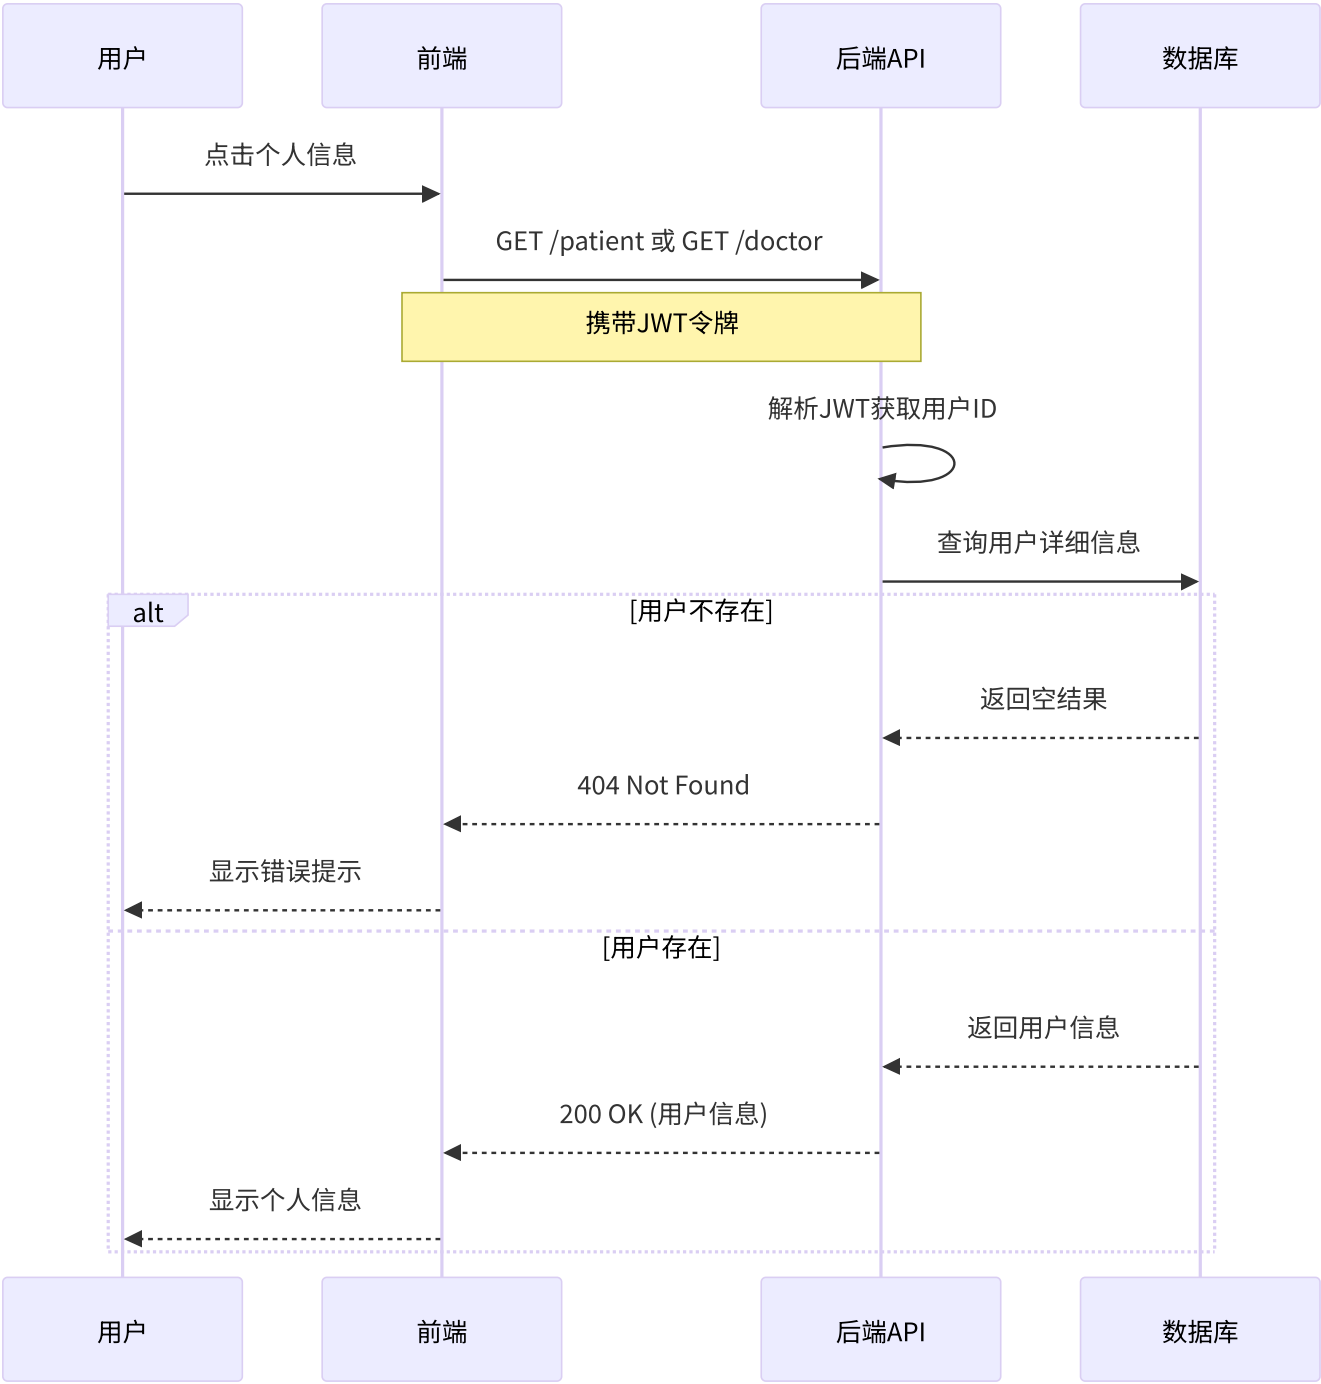 用户
前端
后端API
数据库
点击个人信息
GET /patient 或 GET /doctor
携带JWT令牌
解析JWT获取用户ID
查询用户详细信息
alt
[用户不存在]
返回空结果
404 Not Found
显示错误提示
[用户存在]
返回用户信息
200 OK (用户信息)
显示个人信息
用户
前端
后端API
数据库